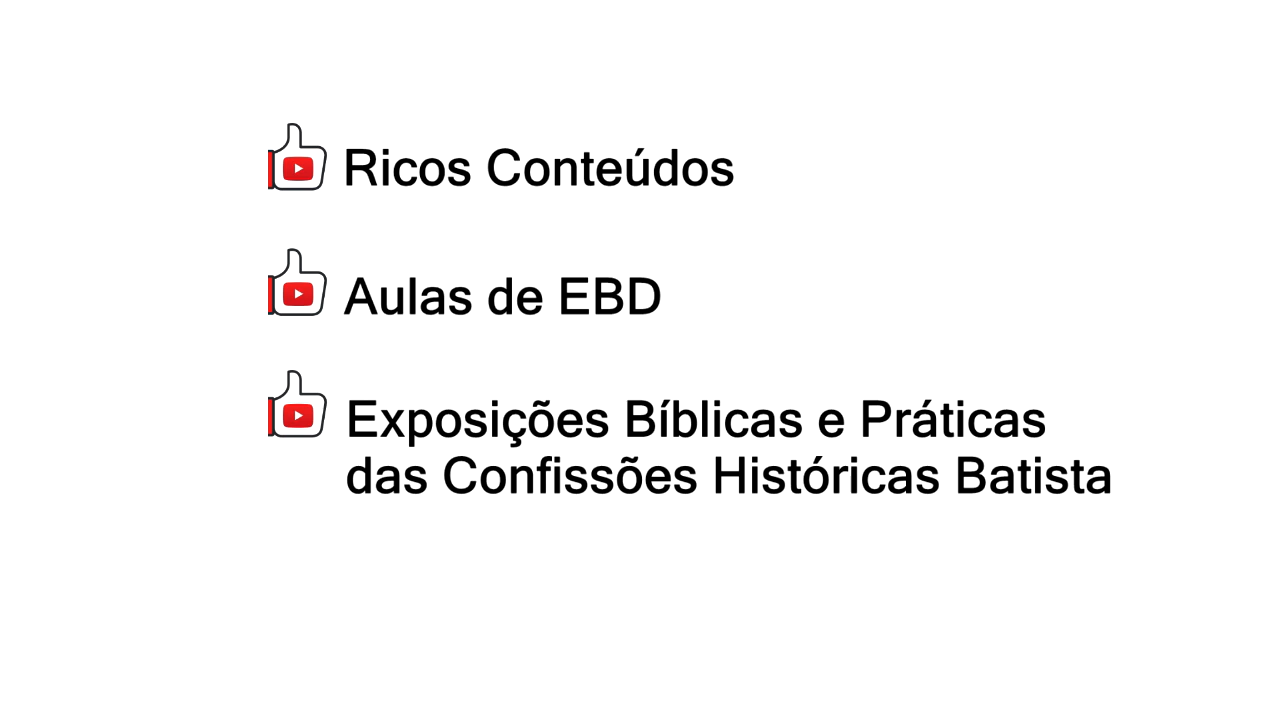 Ricos Conteúdos
Aulas de EBD
Exposições Bíblicas e Práticas
das Confissões Históricas Batista